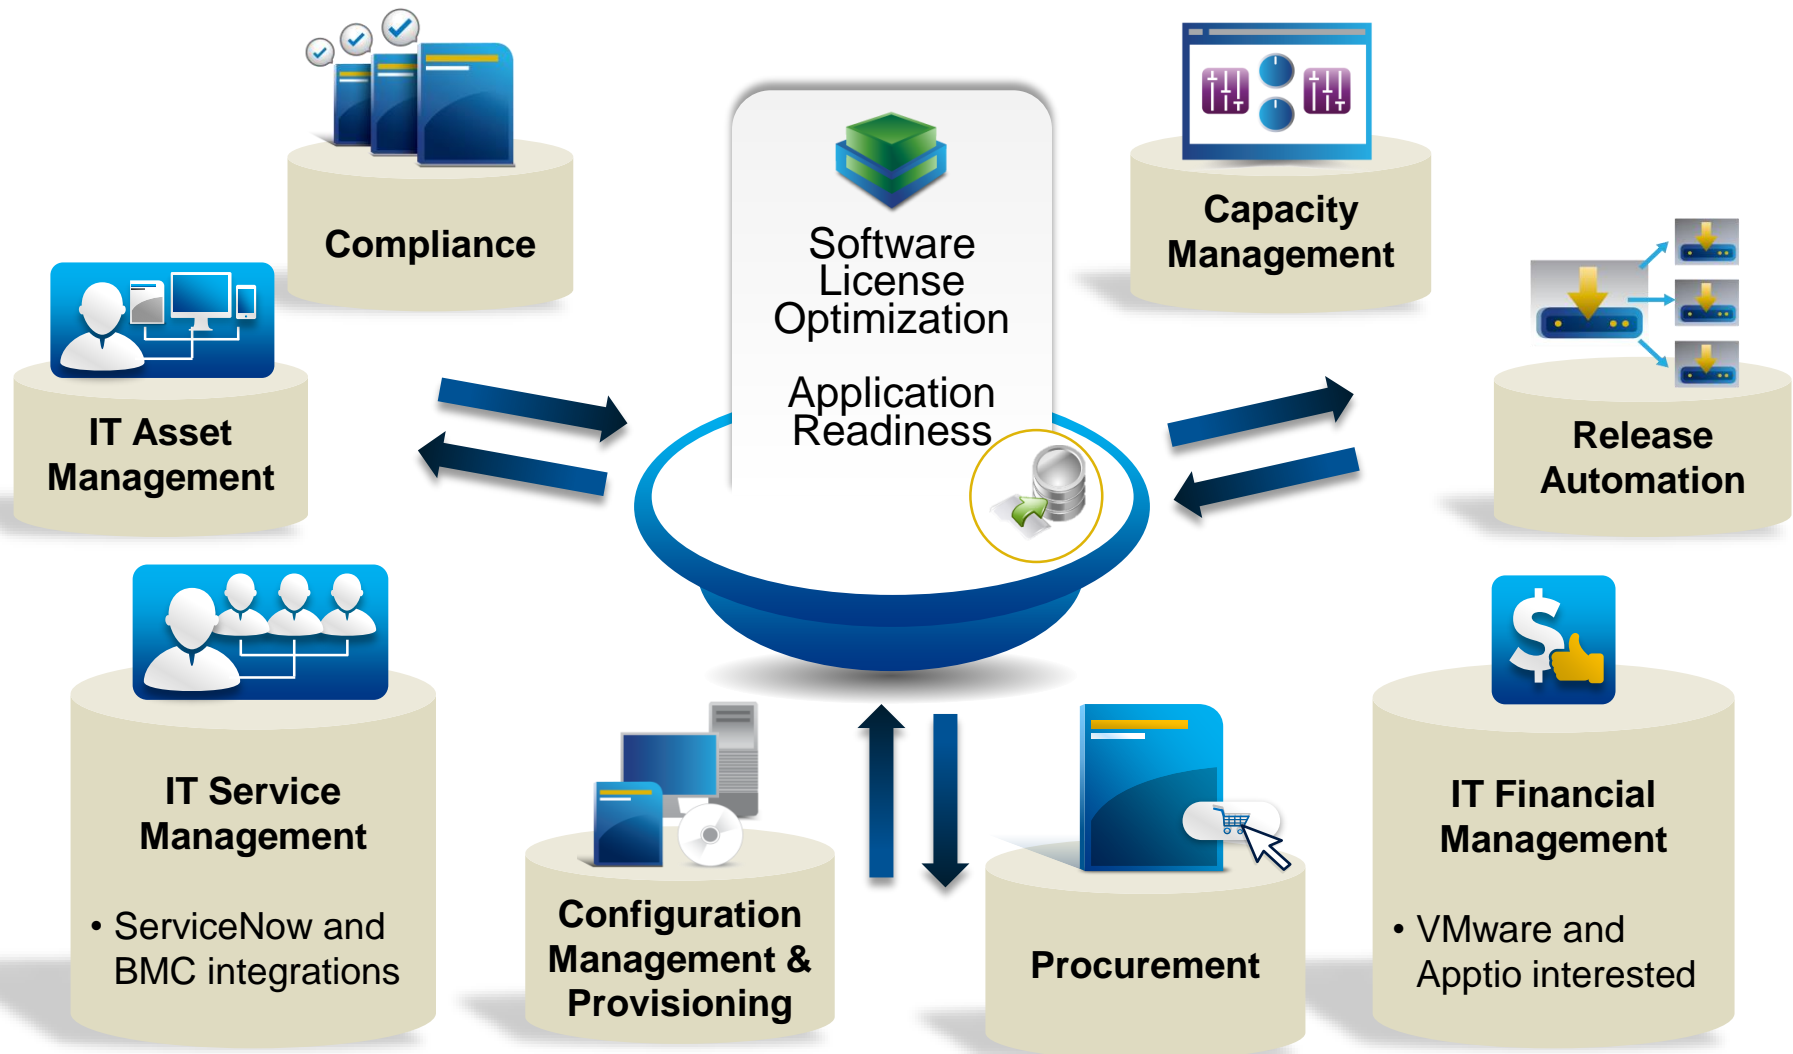 Compliance
Software
License
Optimization
Application
Readiness
Capacity
Management
IT Asset
Management
Release
Automation
IT Service
Management
• ServiceNow and
BMC integrations
Configuration
Management &
Provisioning
Procurement
IT Financial
Management
• VMware and
Apptio interested